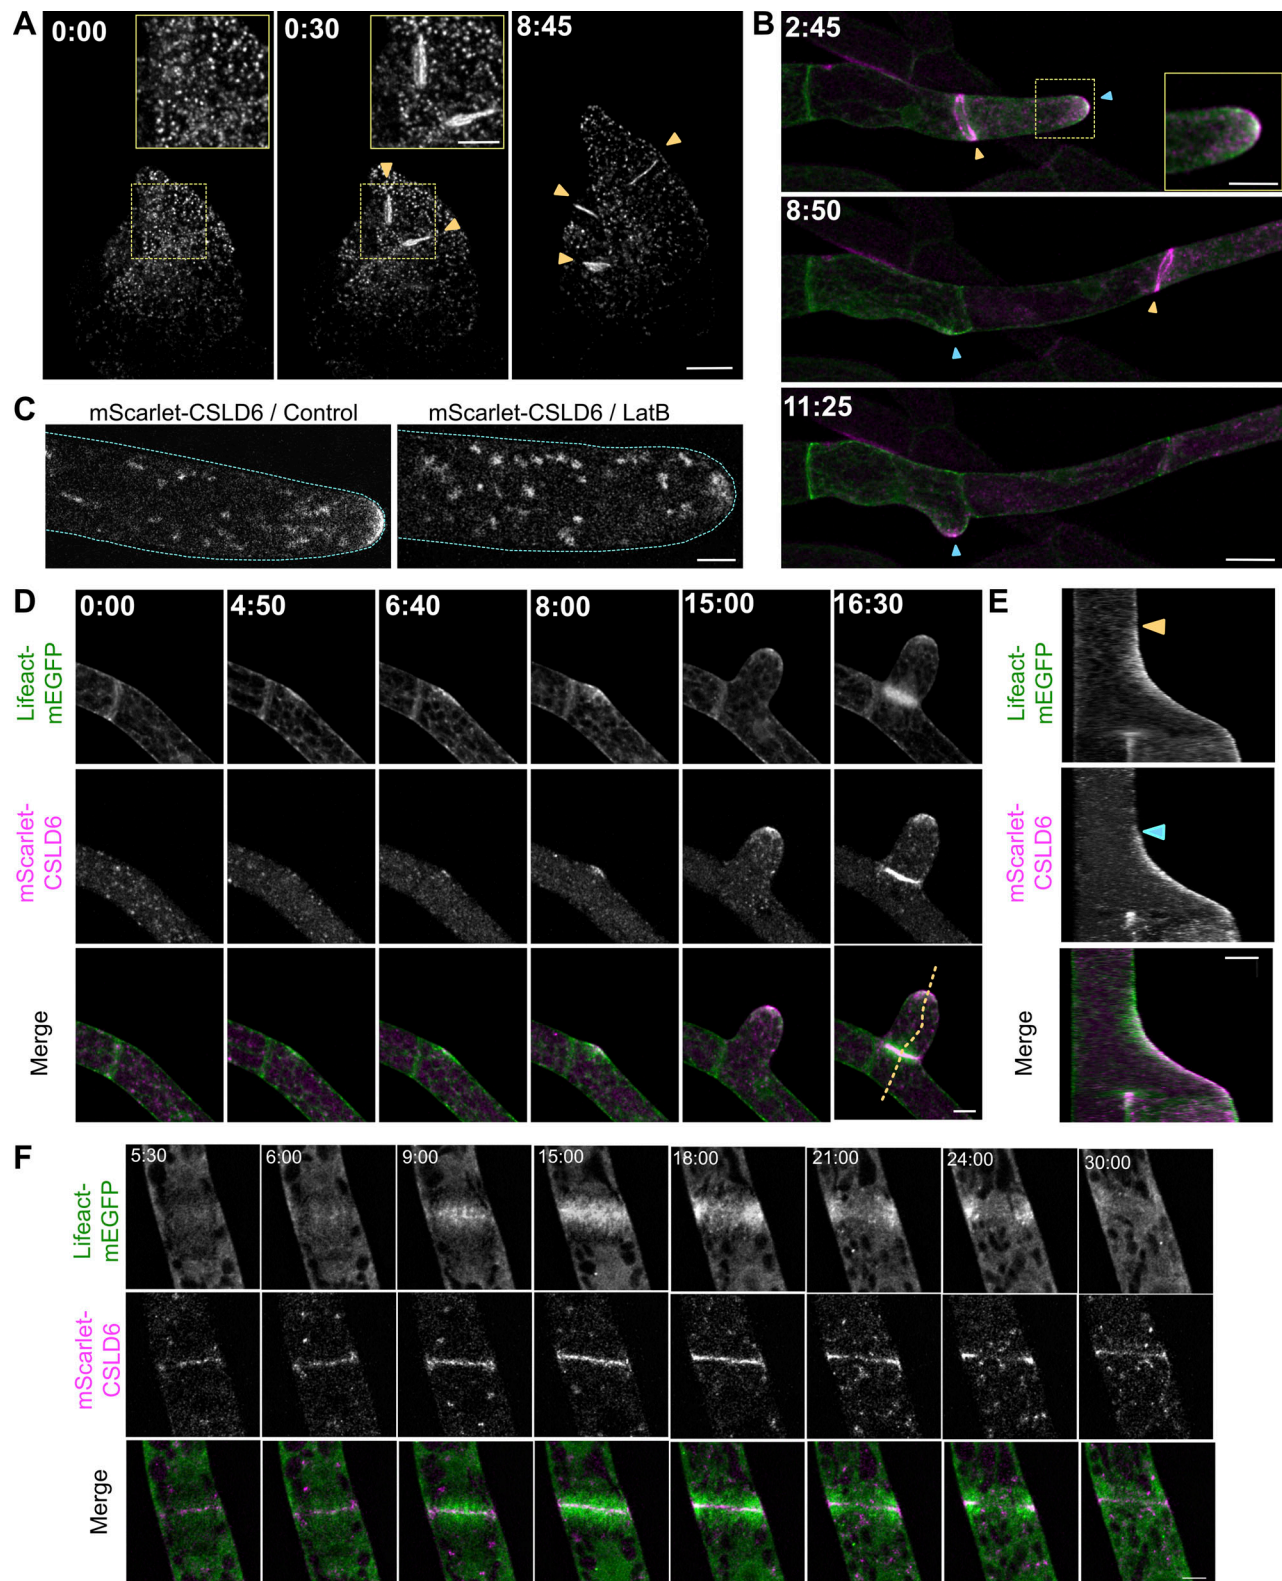 A
0:00
0:30
8:45
B
2:45
8:50
11:25
C
mScarlet-CSLD6 / Control
mScarlet-CSLD6 / LatB
D
0:00
4:50
6:40
8:00
15:00
16:30
Lifeact-
mEGFP
mScarlet-
CSLD6
Merge
E
Lifeact-
mEGFP
mScarlet-
CSLD6
Merge
F
5:30
6:00
9:00
15:00
18:00
21:00
24:00
30:00
Lifeact-
mEGFP
mScarlet-
CSLD6
Merge